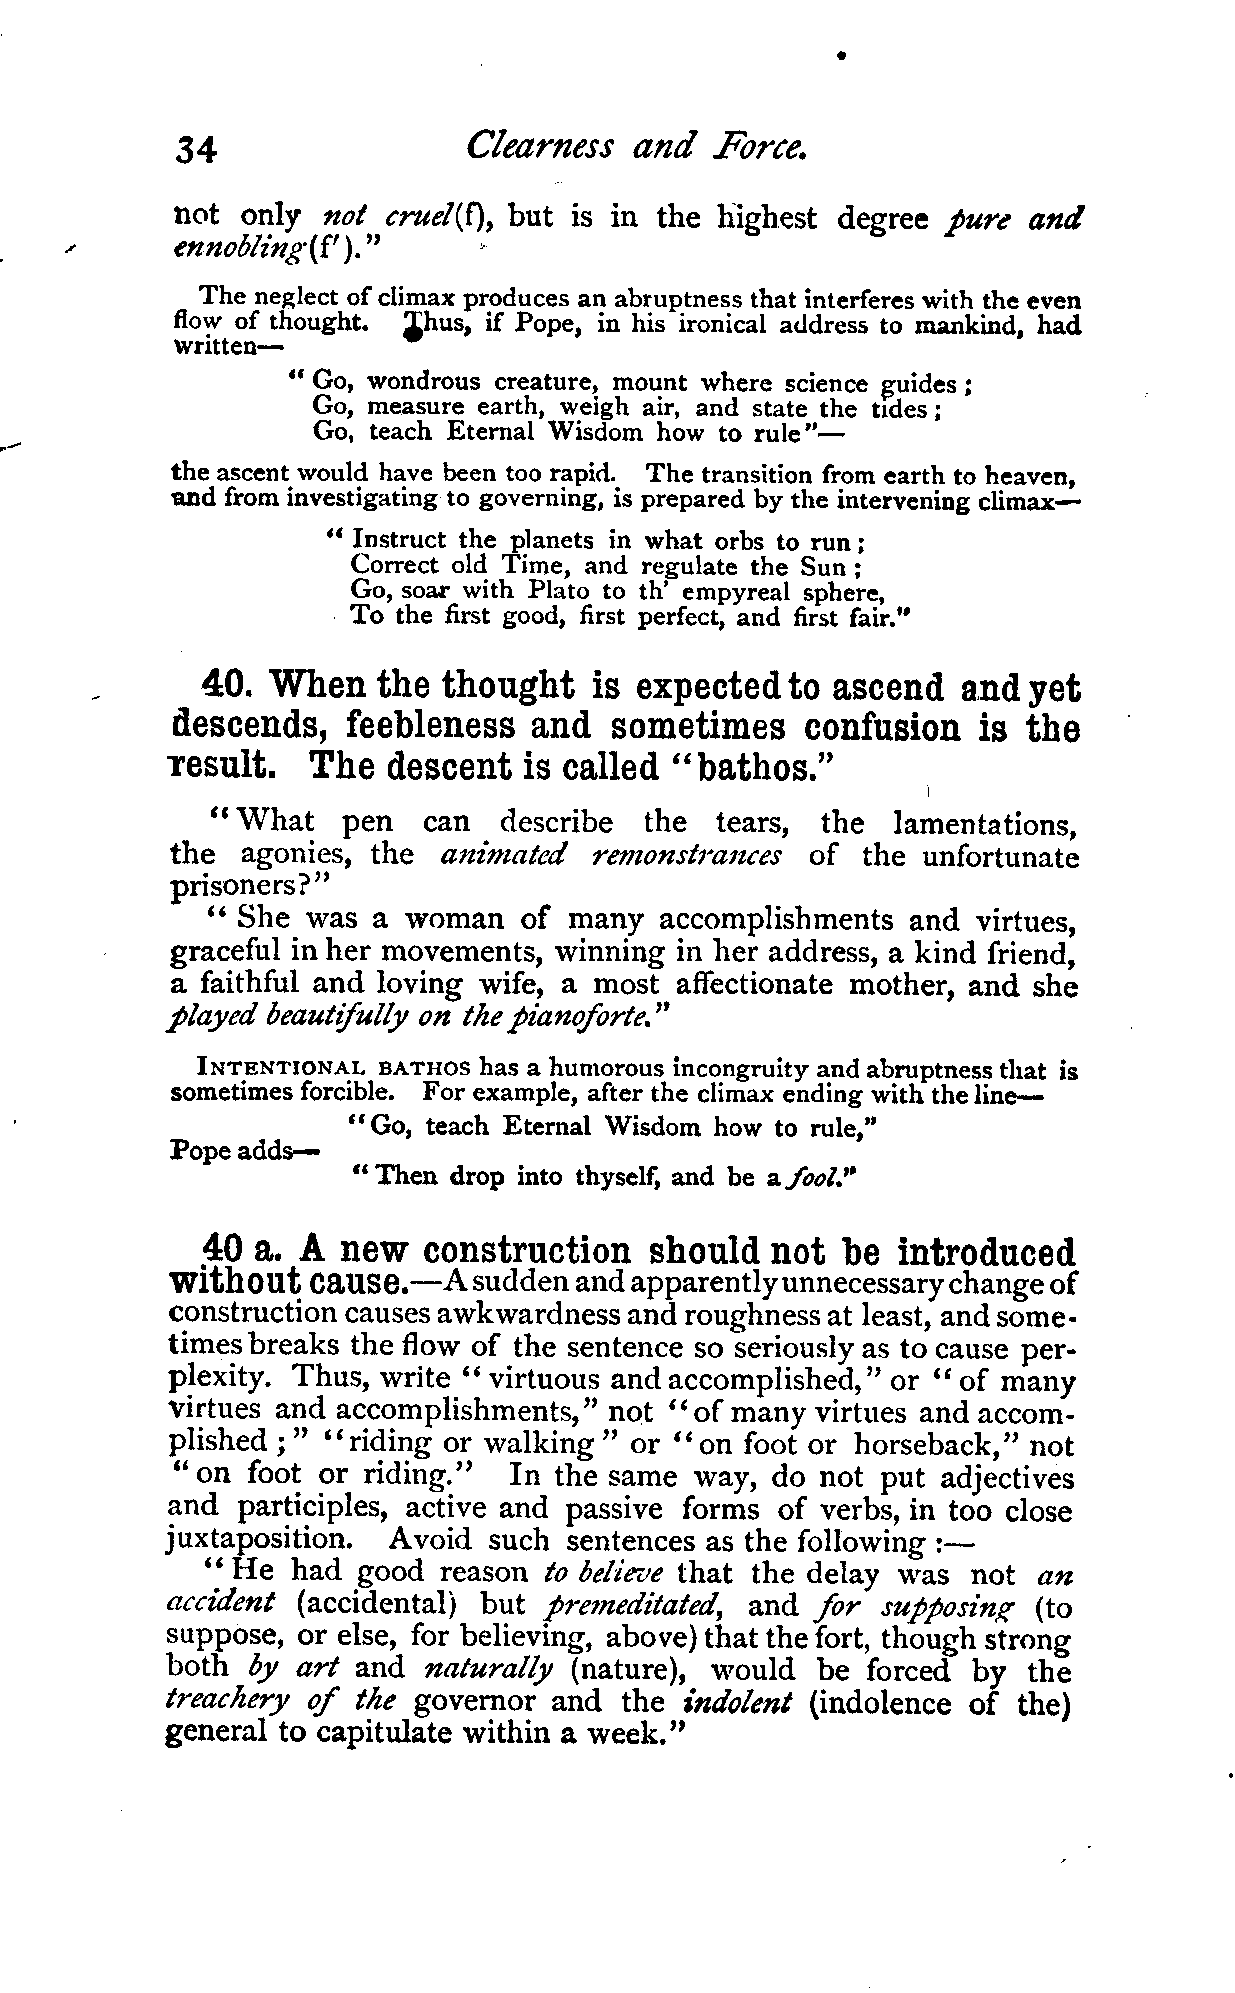 34 Clearness and Force.
not only not cruel(f), but is in the highest degree pure and
ennobling(f')."
The neglect of climax produces an abruptness that interferes with the even
flow of thought. Thus, if Pope, in his ironical address to mankind, had
written—
"Go, wondrous creature, mount where science guides;
Go, measure earth, weigh air, and state the tides;
Go, teach Eternal Wisdom how to rule"—
the ascent would have been too rapid. The transition from earth to heaven,
and from investigating to governing, is prepared by the intervening climax—
"Instruct the planets in what orbs to run;
Correct old Time, and regulate the Sun;
Go, soar with Plato to th' empyreal sphere,
To the first good, first perfect, and first fair."
40. When the thought is expected to ascend and yet
descends, feebleness and sometimes confusion is the
result. The descent is called "bathos."
"What pen can describe the tears, the lamentations,
the agonies, the animated remonstrances of the unfortunate
prisoners?"
"She was a woman of many accomplishments and virtues,
graceful in her movements, winning in her address, a kind friend,
a faithful and loving wife, a most affectionate mother, and she
played beautifully on the pianoforte."
INTENTIONAL BATHOS has a humorous incongruity and abruptness that is
sometimes forcible. For example, after the climax ending with the line—
"Go, teach Eternal Wisdom how to rule,"
Pope adds—
"Then drop into thyself, and be a fool."
40 a. A new construction should not be introduced
without cause.—A sudden and apparently unnecessary change of
construction causes awkwardness and roughness at least, and some-
times breaks the flow of the sentence so seriously as to cause per-
plexity. Thus, write "virtuous and accomplished," or "of many
virtues and accomplishments," not "of many virtues and accom-
plished;" "riding or walking" or "on foot or horseback," not
"on foot or riding." In the same way, do not put adjectives
and participles, active and passive forms of verbs, in too close
juxtaposition. Avoid such sentences as the following:—
"He had good reason to believe that the delay was not an
accident (accidental) but premeditated, and for supposing (to
suppose, or else, for believing, above) that the fort, though strong
both by art and naturally (nature), would be forced by the
treachery of the governor and the indolent (indolence of the)
general to capitulate within a week."